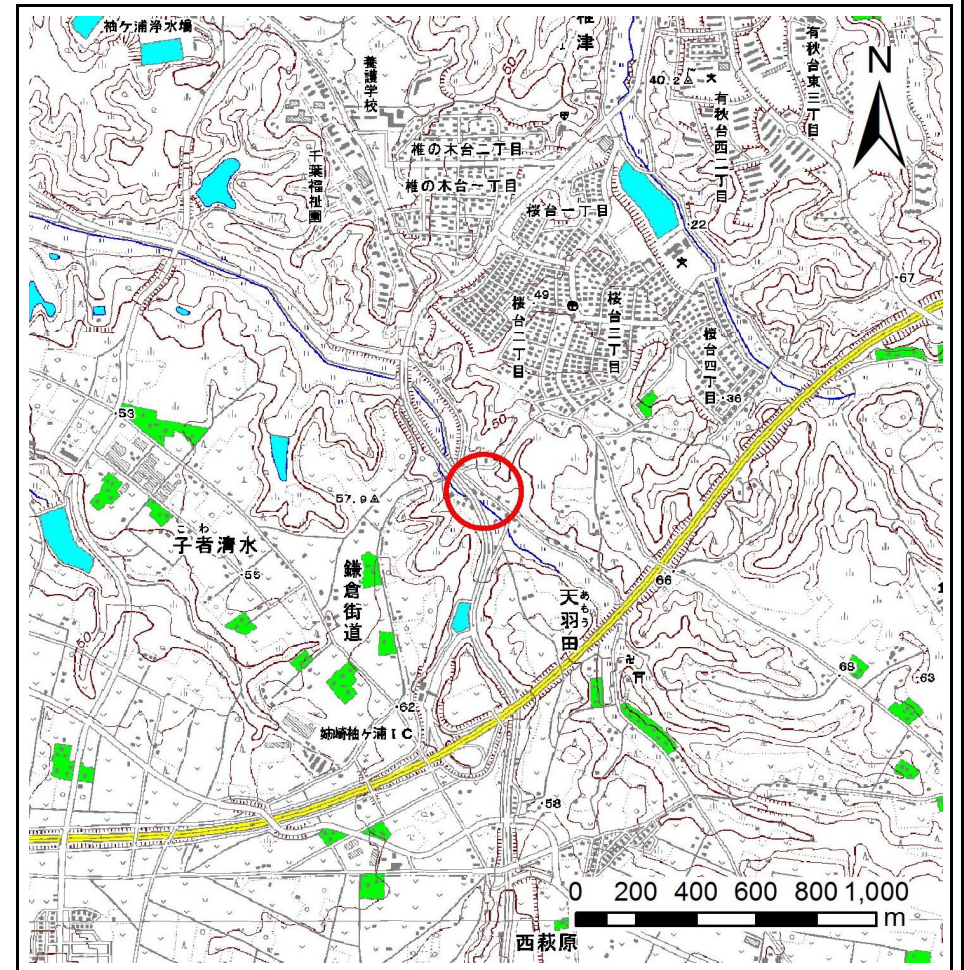 袖ケ浦浄水場
養護学校
千葉福祉園
椎の木台二丁目
椎の木台一丁目
桜台一丁目
椎津
50
40.2
有秋台西二丁目
有秋台東三丁目
N
22
67
49
桜台二丁目
桜台三丁目
桜台四丁目
36
50
53
57.9
こわ
子者清水
55
鎌倉街道
あもう
天羽田
66
50
62
姉崎袖ケ浦IC
68
63
58
0 200 400 600 800 1,000
m
西萩原